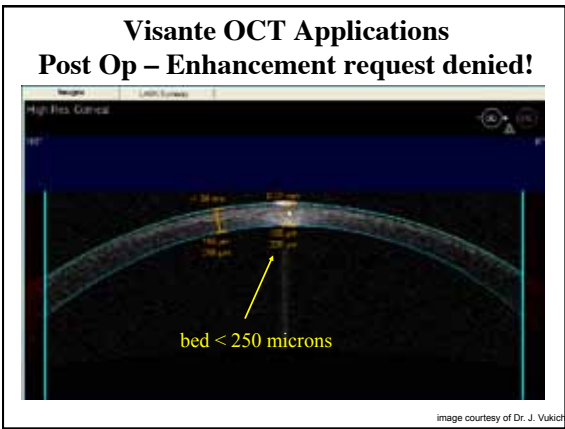 Visante OCT Applications
Post Op – Enhancement request denied!
Images
High Res. Corneal
bed < 250 microns
image courtesy of Dr. J. Vukich